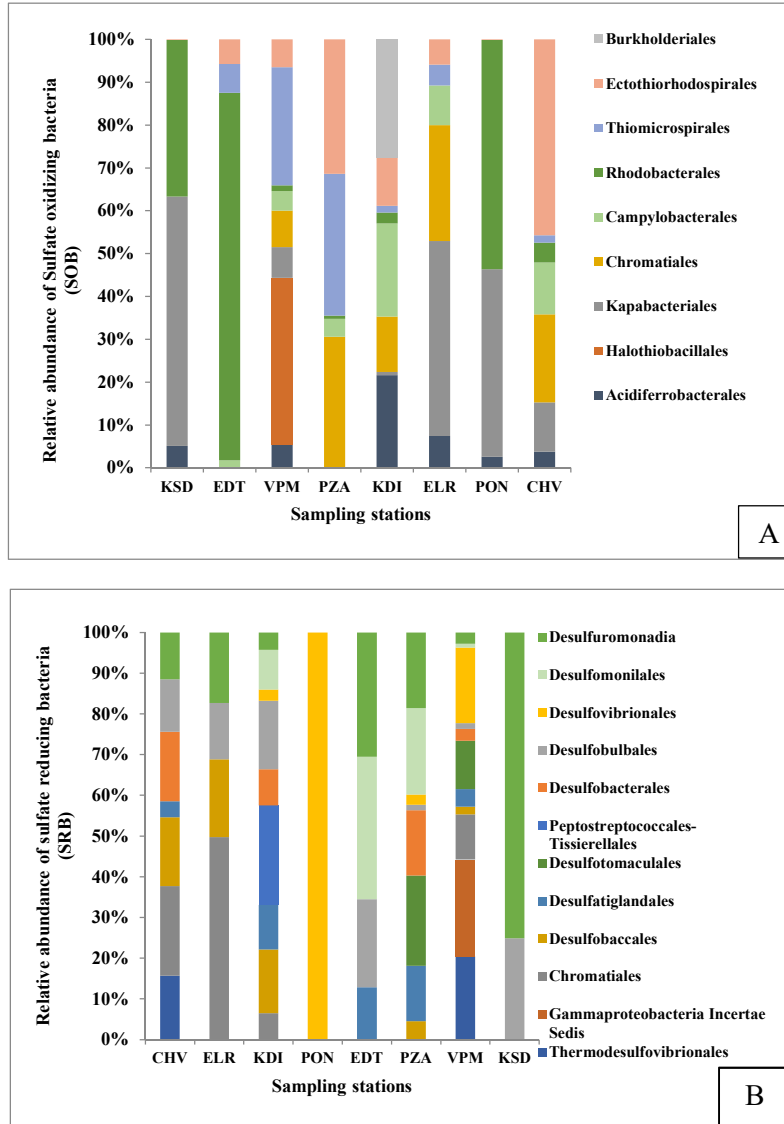 Relative abundance of Sulfate oxidizing bacteria
(SOB)
100%
90%
80%
70%
60%
50%
40%
30%
20%
10%
0%
KSD EDT VPM PZA KDI ELR PON CHV
Sampling stations
Burkholderiales
Ectothiorhodospirales
Thiomicrospirales
Rhodobacterales
Campylobacterales
Chromatiales
Kapabacteriales
Halothiobacillales
Acidiferrobacterales
A
Relative abundance of sulfate reducing bacteria
(SRB)
100%
90%
80%
70%
60%
50%
40%
30%
20%
10%
0%
CHV ELR KDI PON EDT PZA VPM KSD
Sampling stations
Desulfuromonadia
Desulfomonilales
Desulfovibrionales
Desulfobulbales
Desulfobacterales
Peptostreptococcales-
Tissierellales
Desulfotomaculales
Desulfatiglandales
Desulfobaccales
Chromatiales
Gammaproteobacteria Incertae
Sedis
Thermodesulfovibrionales
B